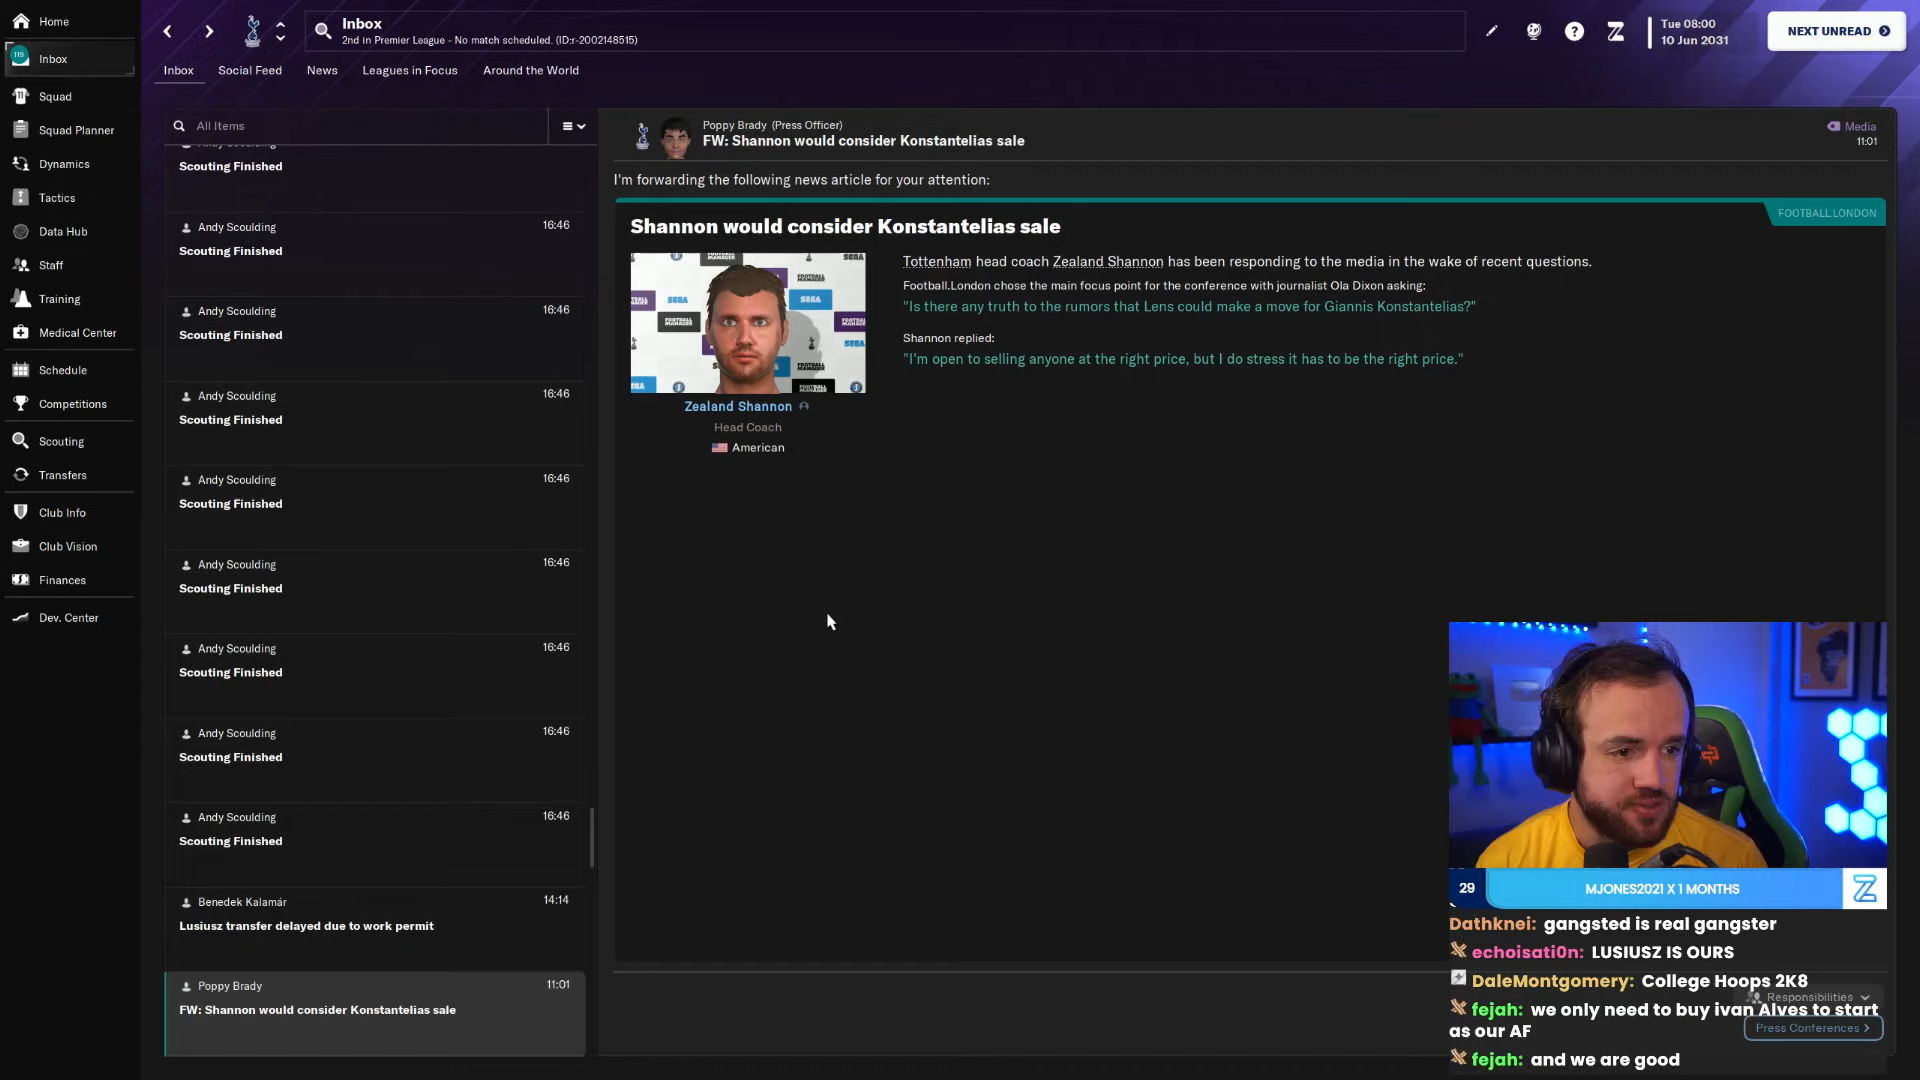 Home
Inbox
119
Squad
Squad Planner
Dynamics
Tactics
Data Hub
Staff
Training
Medical Center
Schedule
Competitions
Scouting
Transfers
Club Info
Club Vision
Finances
Dev. Center
Inbox
2nd in Premier League - No match scheduled. (ID:r-2002148515)
Tue 08:00
10 Jun 2031
NEXT UNREAD
Inbox
Social Feed
News
Leagues in Focus
Around the World
All Items
Scouting Finished
Andy Scoulding 16:46
Scouting Finished
Andy Scoulding 16:46
Scouting Finished
Andy Scoulding 16:46
Scouting Finished
Andy Scoulding 16:46
Scouting Finished
Andy Scoulding 16:46
Scouting Finished
Andy Scoulding 16:46
Scouting Finished
Andy Scoulding 16:46
Scouting Finished
Andy Scoulding 16:46
Scouting Finished
Benedek Kalamár 14:14
Lusiusz transfer delayed due to work permit
Poppy Brady 11:01
FW: Shannon would consider Konstantelias sale
Poppy Brady (Press Officer)
FW: Shannon would consider Konstantelias sale
Media
11:01
I'm forwarding the following news article for your attention:
FOOTBALL.LONDON
Shannon would consider Konstantelias sale
SEGA
FOOTBALL MANAGER
Zealand Shannon
Head Coach
American
Tottenham head coach Zealand Shannon has been responding to the media in the wake of recent questions.
Football.London chose the main focus point for the conference with journalist Ola Dixon asking:
"Is there any truth to the rumors that Lens could make a move for Giannis Konstantelias?"
Shannon replied:
"I'm open to selling anyone at the right price, but I do stress it has to be the right price."
29
MJONES2021 X 1 MONTHS
Z
Dathknei: gangsted is real gangster
echoisati0n: LUSIUSZ IS OURS
DaleMontgomery: College Hoops 2K8
Responsibilities
fejah: we only need to buy ivan Alves to start
as our AF
Press Conferences
fejah: and we are good